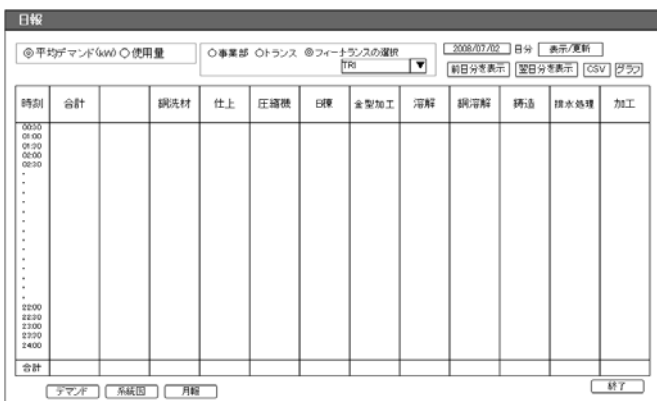 日報
◎平均デマンド(kW) ○使用量
○事業部 ○トランス ◎フィートランスの選択
TRI ▼
2008/07/02 日分 表示/更新
前日分を表示 翌日分を表示 CSV グラフ
時刻 合計 銅洗材 仕上 圧縮機 B棟 金型加工 溶解 銅溶解 鋳造 排水処理 加工
00:30
01:00
01:30
02:00
02:30
22:00
22:30
23:00
23:30
24:00
合計
デマンド 系統図 月報 終了